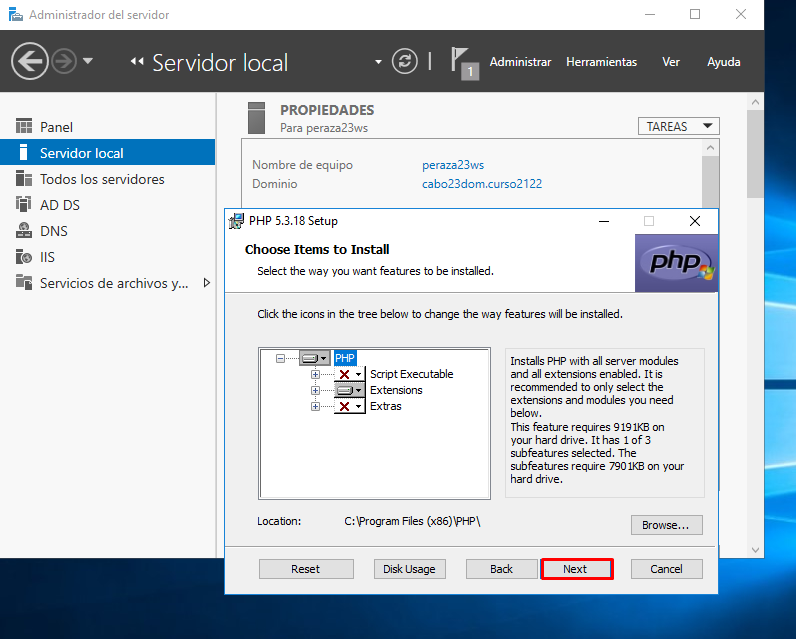 Administrador del servidor
Servidor local
1
Administrar Herramientas Ver Ayuda
Panel
Servidor local
Todos los servidores
AD DS
DNS
IIS
Servicios de archivos y...
PROPIEDADES
Para peraza23ws
TAREAS
Nombre de equipo peraza23ws
Dominio cabo23dom.curso2122
PHP 5.3.18 Setup
Choose Items to Install
Select the way you want features to be installed.
php
Click the icons in the tree below to change the way features will be installed.
PHP
Script Executable
Extensions
Extras
Installs PHP with all server modules
and all extensions enabled. It is
recommended to only select the
extensions and modules you need
below.
This feature requires 9191KB on
your hard drive. It has 1 of 3
subfeatures selected. The
subfeatures require 7901KB on your
hard drive.
Location: C:\Program Files (x86)\PHP\
Browse...
Reset Disk Usage Back Next Cancel